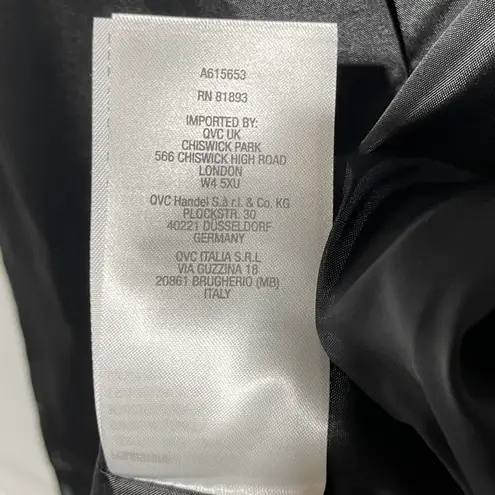 A615653
RN 81893
IMPORTED BY:
QVC UK
CHISWICK PARK
566 CHISWICK HIGH ROAD
LONDON
W4 5XU
QVC Handel S.à r.l. & Co. KG
PLOCKSTR. 30
40221 DÜSSELDORF
GERMANY
QVC ITALIA S.R.L
VIA GUZZINA 18
20861 BRUGHERIO (MB)
ITALY